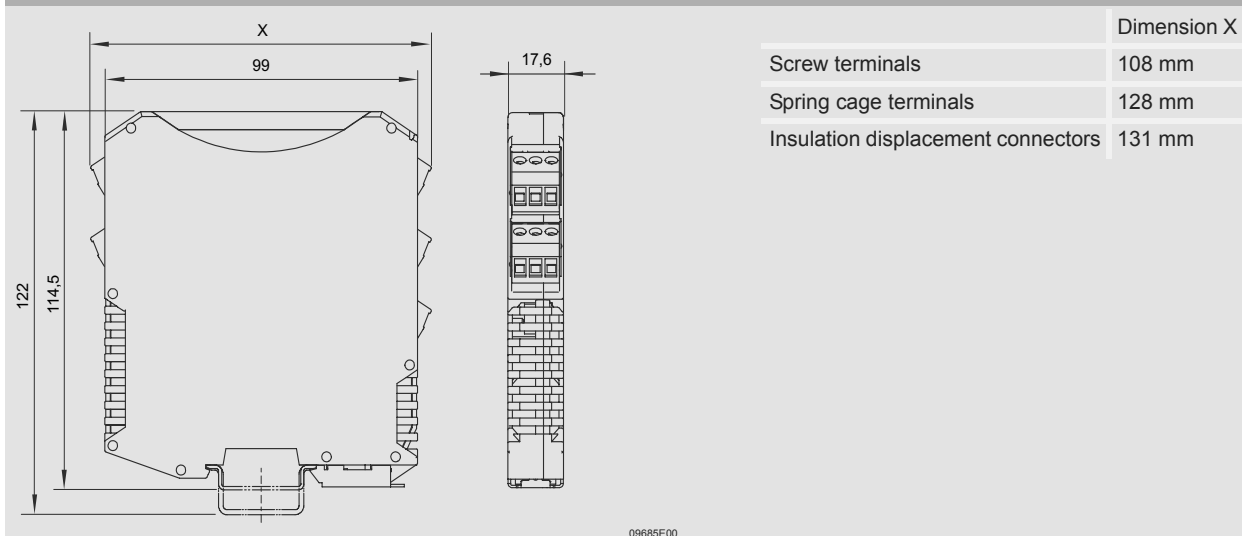 X
99
17,6
122
114,5
Dimension X
Screw terminals 108 mm
Spring cage terminals 128 mm
Insulation displacement connectors 131 mm
09685E00